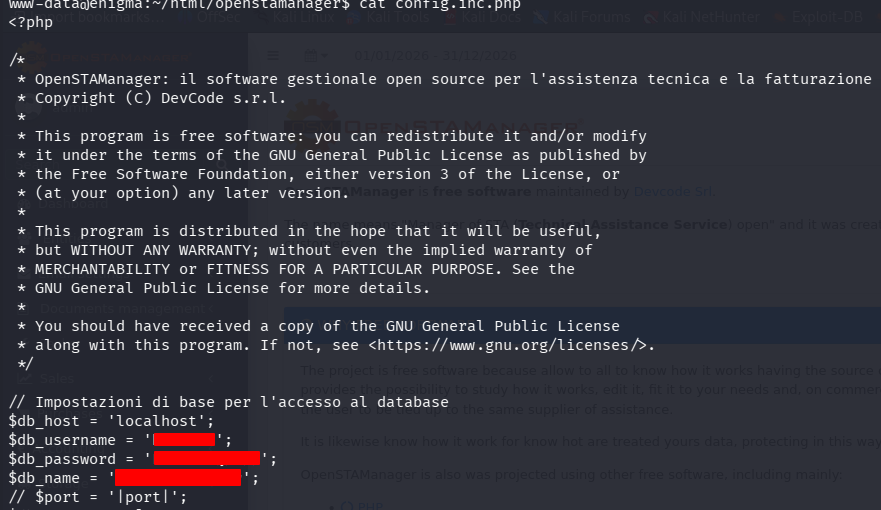 www-data@enigma:~/html/openstamanager$ cat config.inc.php
<?php
/*
 * OpenSTAManager: il software gestionale open source per l'assistenza tecnica e la fatturazione
 * Copyright (C) DevCode s.r.l.
 *
 * This program is free software: you can redistribute it and/or modify
 * it under the terms of the GNU General Public License as published by
 * the Free Software Foundation, either version 3 of the License, or
 * (at your option) any later version.
 *
 * This program is distributed in the hope that it will be useful,
 * but WITHOUT ANY WARRANTY; without even the implied warranty of
 * MERCHANTABILITY or FITNESS FOR A PARTICULAR PURPOSE. See the
 * GNU General Public License for more details.
 *
 * You should have received a copy of the GNU General Public License
 * along with this program. If not, see <https://www.gnu.org/licenses/>.
 */
// Impostazioni di base per l'accesso al database
$db_host = 'localhost';
$db_username = '';
$db_password = '';
$db_name = '';
// $port = '|port|';